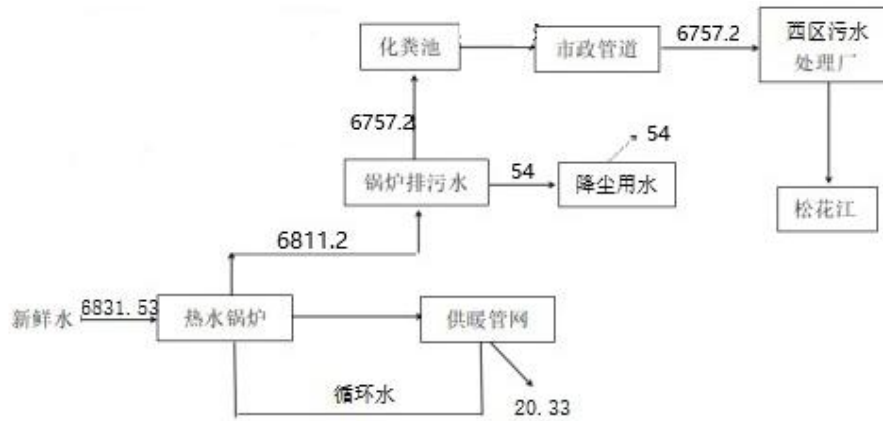 6757.2
西区污水
处理厂
化粪池
市政管道
6757.2
54
锅炉排污水
54
降尘用水
松花江
6811.2
新鲜水
6831.53
热水锅炉
供暖管网
循环水
20.33